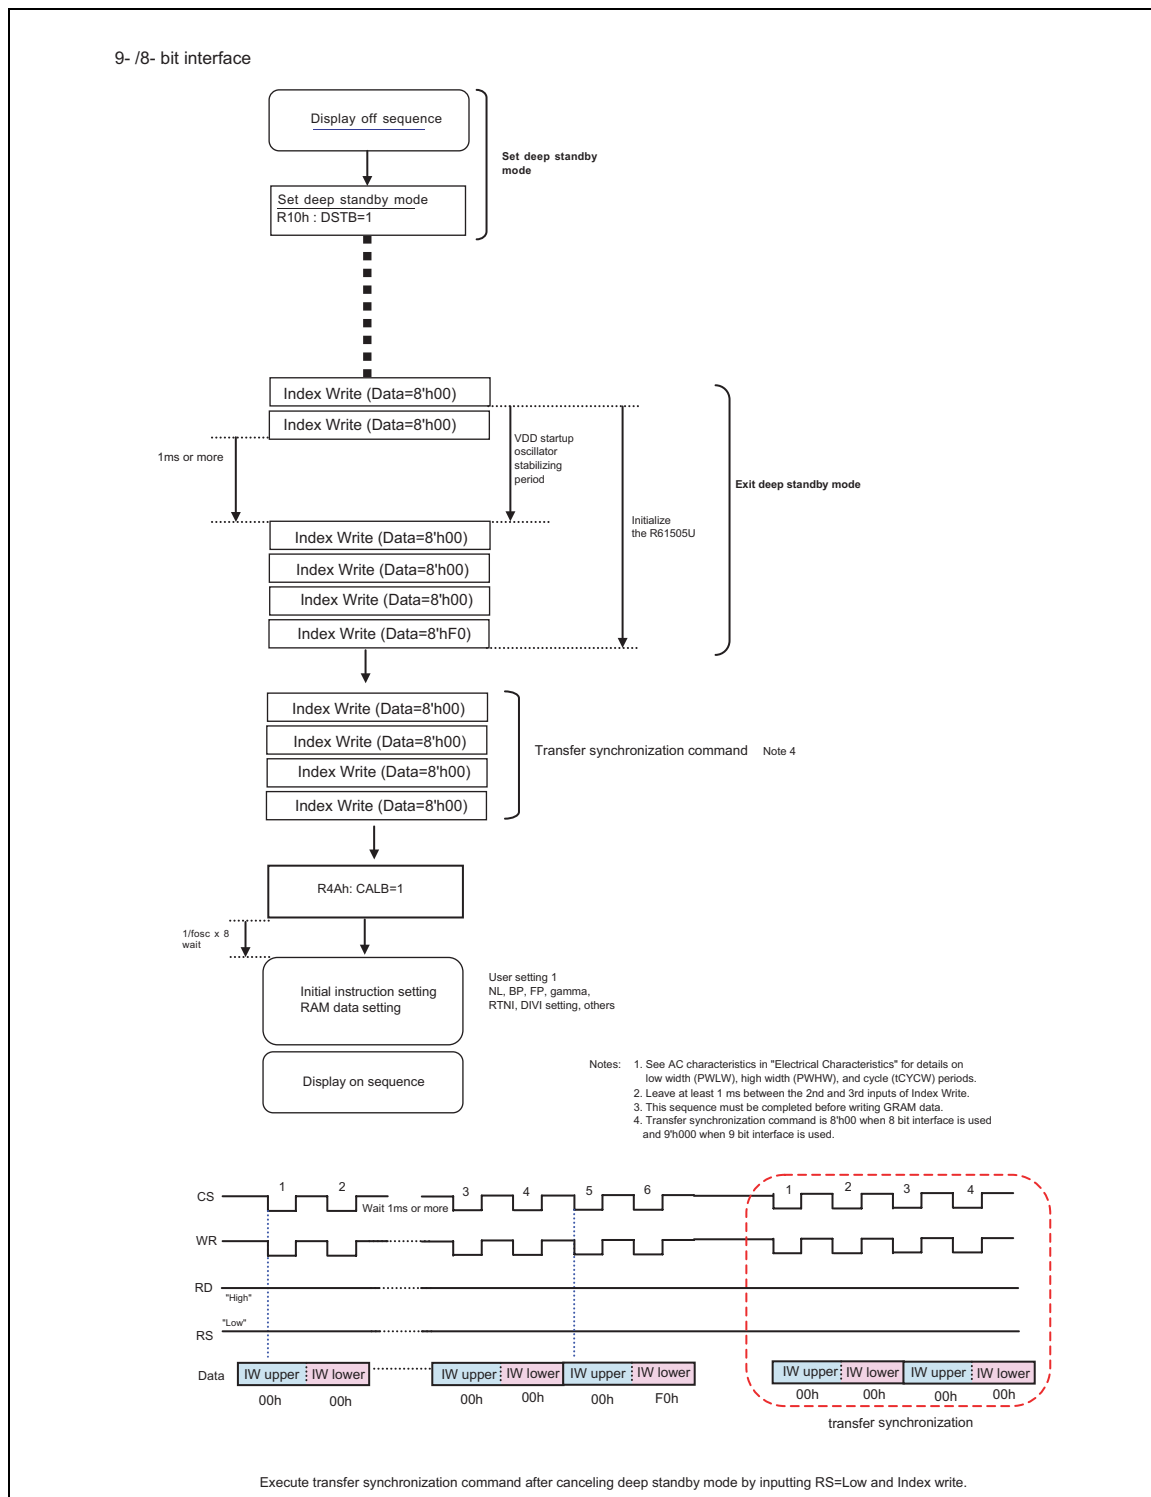 9- /8- bit interface
Display off sequence
Set deep standby
mode
Set deep standby mode
R10h : DSTB=1
Index Write (Data=8'h00)
Index Write (Data=8'h00)
1ms or more
VDD startup
oscillator
stabilizing
period
Exit deep standby mode
Initialize
the R61505U
Index Write (Data=8'h00)
Index Write (Data=8'h00)
Index Write (Data=8'h00)
Index Write (Data=8'hF0)
Index Write (Data=8'h00)
Index Write (Data=8'h00)
Index Write (Data=8'h00)
Index Write (Data=8'h00)
Transfer synchronization command Note 4
R4Ah: CALB=1
1/fosc x 8
wait
Initial instruction setting
RAM data setting
User setting 1
NL, BP, FP, gamma,
RTNI, DIVI setting, others
Display on sequence
Notes: 1. See AC characteristics in "Electrical Characteristics" for details on
low width (PWLW), high width (PWHW), and cycle (tCYCW) periods.
2. Leave at least 1 ms between the 2nd and 3rd inputs of Index Write.
3. This sequence must be completed before writing GRAM data.
4. Transfer synchronization command is 8'h00 when 8 bit interface is used
and 9'h000 when 9 bit interface is used.
CS 1 2 3 4 5 6 1 2 3 4
Wait 1ms or more
WR
RD
"High"
"Low"
RS
Data IW upper IW lower IW upper IW lower IW upper IW lower IW upper IW lower IW upper IW lower
00h 00h 00h 00h 00h F0h 00h 00h 00h 00h
transfer synchronization
Execute transfer synchronization command after canceling deep standby mode by inputting RS=Low and Index write.